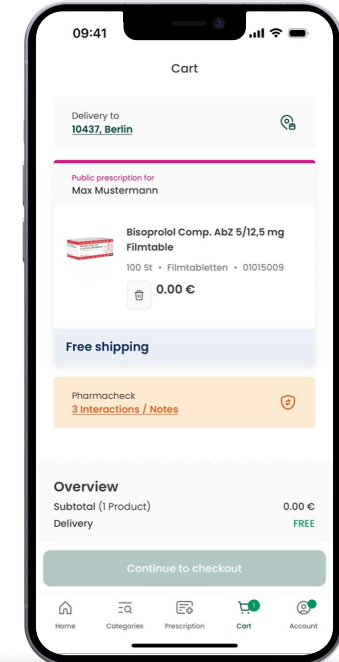 09:41
Cart
Delivery to
10437, Berlin
Public prescription for
Max Mustermann
Bisoprolol Comp. AbZ 5/12,5 mg
Filmtable
100 St • Filmtabletten • 01015009
0.00 €
Free shipping
Pharmacheck
3 Interactions / Notes
Overview
Subtotal (1 Product) 0.00 €
Delivery FREE
Continue to checkout
1
Home Categories Prescription Cart Account